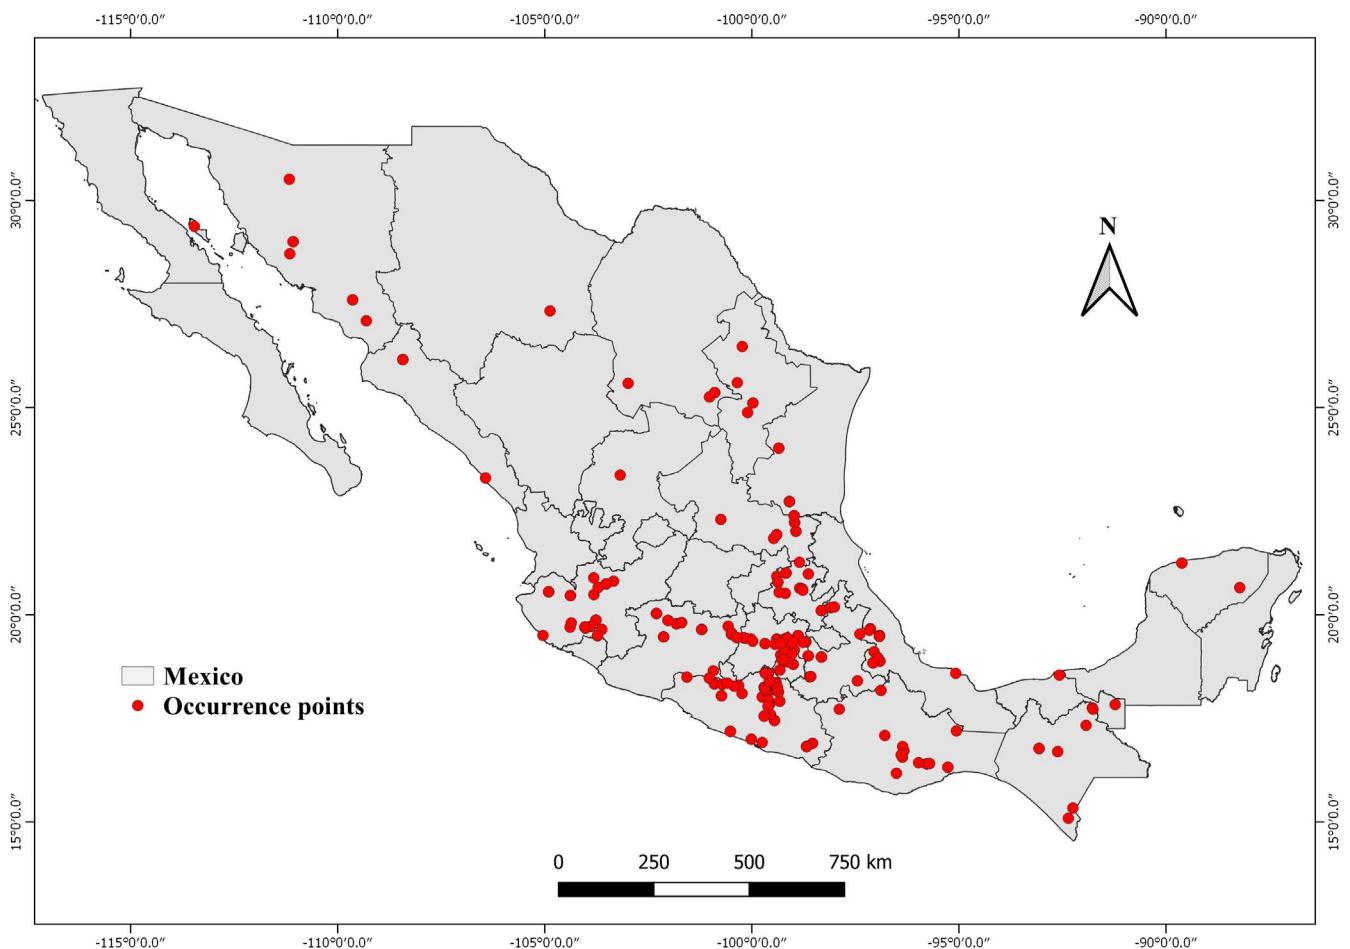 -115°0′0.0″ -110°0′0.0″ -105°0′0.0″ -100°0′0.0″ -95°0′0.0″ -90°0′0.0″
30°0′0.0″ 30°0′0.0″
N
25°0′0.0″ 25°0′0.0″
20°0′0.0″ 20°0′0.0″
Mexico
Occurrence points
15°0′0.0″ 15°0′0.0″
0 250 500 750 km
-115°0′0.0″ -110°0′0.0″ -105°0′0.0″ -100°0′0.0″ -95°0′0.0″ -90°0′0.0″